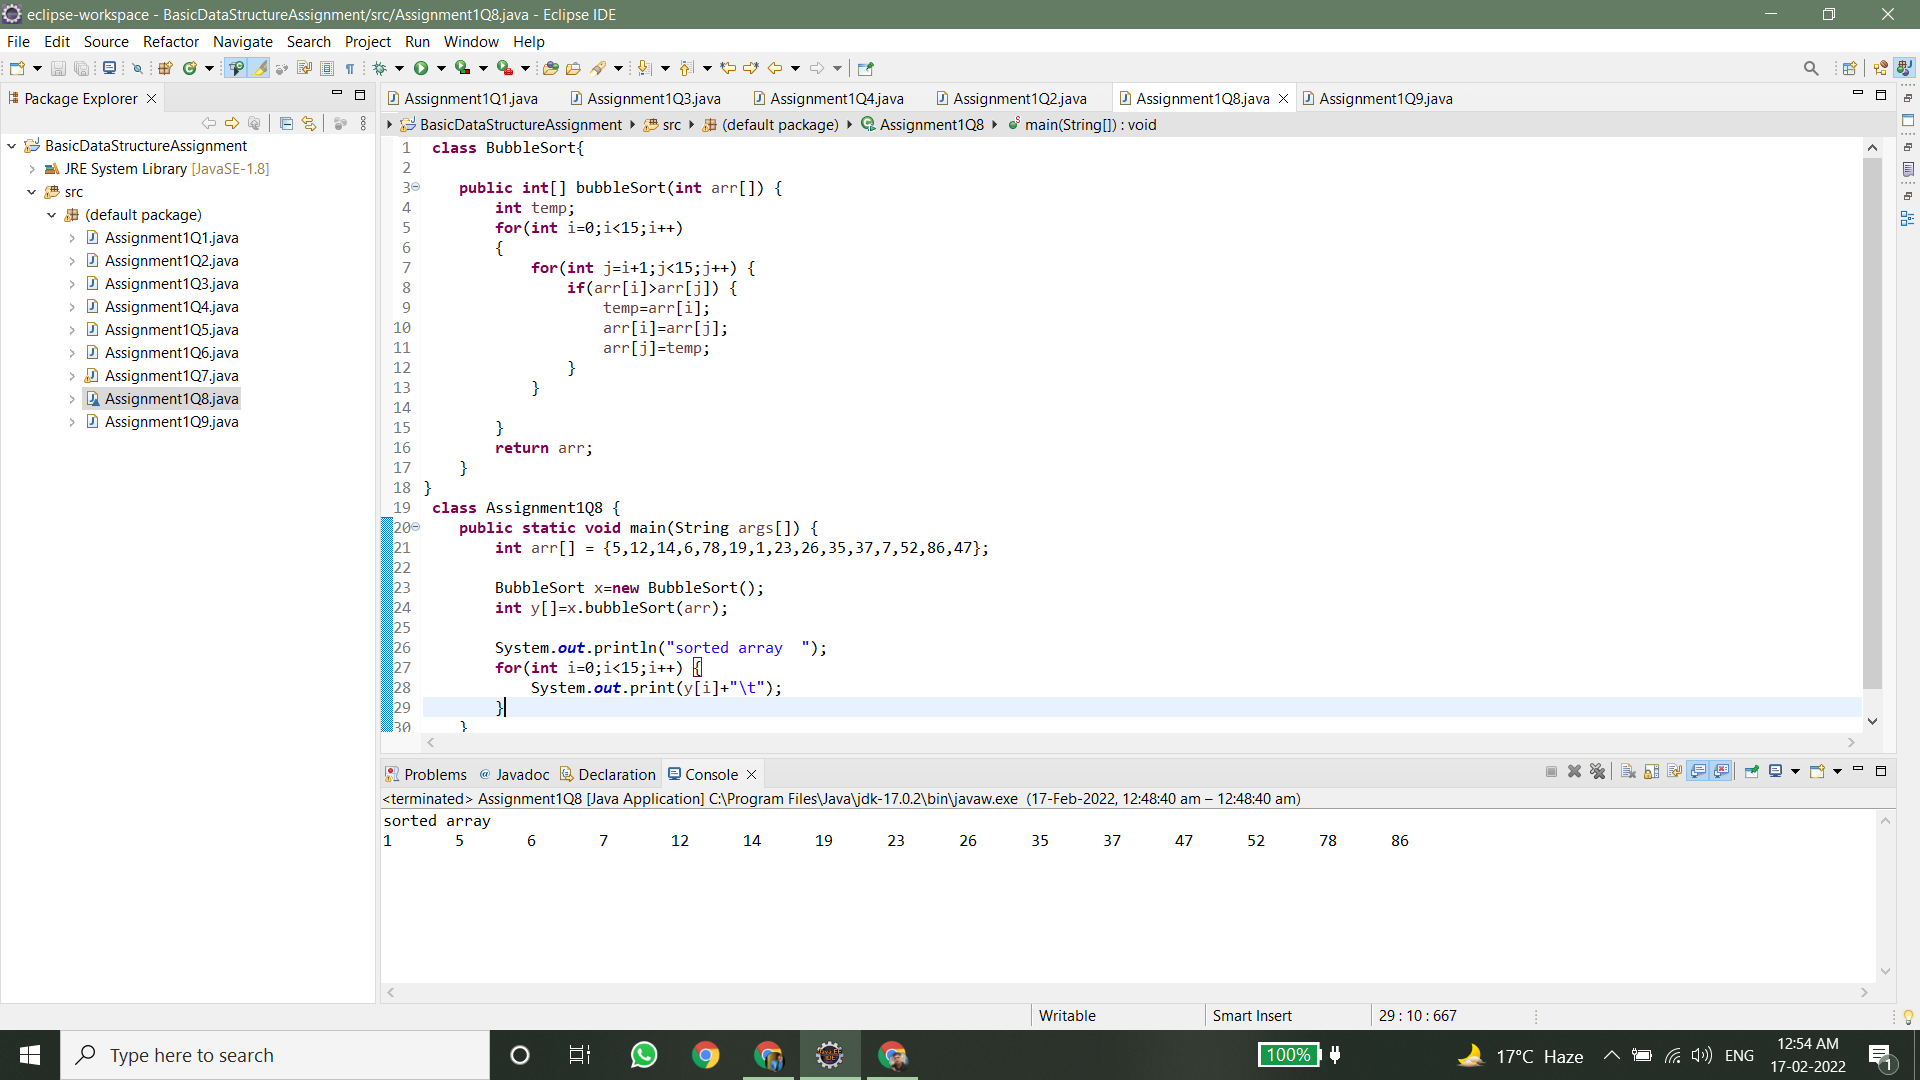 eclipse-workspace - BasicDataStructureAssignment/src/Assignment1Q8.java - Eclipse IDE
File Edit Source Refactor Navigate Search Project Run Window Help
Package Explorer
BasicDataStructureAssignment
JRE System Library [JavaSE-1.8]
src
(default package)
Assignment1Q1.java
Assignment1Q2.java
Assignment1Q3.java
Assignment1Q4.java
Assignment1Q5.java
Assignment1Q6.java
Assignment1Q7.java
Assignment1Q8.java
Assignment1Q9.java
Assignment1Q1.java Assignment1Q3.java Assignment1Q4.java Assignment1Q2.java Assignment1Q8.java Assignment1Q9.java
BasicDataStructureAssignment src (default package) Assignment1Q8 main(String[]) : void
1 class BubbleSort{
2
3 public int[] bubbleSort(int arr[]) {
4 int temp;
5 for(int i=0;i<15;i++)
6 {
7 for(int j=i+1;j<15;j++) {
8 if(arr[i]>arr[j]) {
9 temp=arr[i];
10 arr[i]=arr[j];
11 arr[j]=temp;
12 }
13 }
14
15 }
16 return arr;
17 }
18 }
19 class Assignment1Q8 {
20 public static void main(String args[]) {
21 int arr[] = {5,12,14,6,78,19,1,23,26,35,37,7,52,86,47};
22
23 BubbleSort x=new BubbleSort();
24 int y[]=x.bubbleSort(arr);
25
26 System.out.println("sorted array  ");
27 for(int i=0;i<15;i++) {
28 System.out.print(y[i]+"\t");
29 }
30 }
Problems Javadoc Declaration Console
<terminated> Assignment1Q8 [Java Application] C:\Program Files\Java\jdk-17.0.2\bin\javaw.exe (17-Feb-2022, 12:48:40 am – 12:48:40 am)
sorted array
1 5 6 7 12 14 19 23 26 35 37 47 52 78 86
Writable Smart Insert 29 : 10 : 667
Type here to search
100% 17°C Haze ENG 12:54 AM
17-02-2022
1